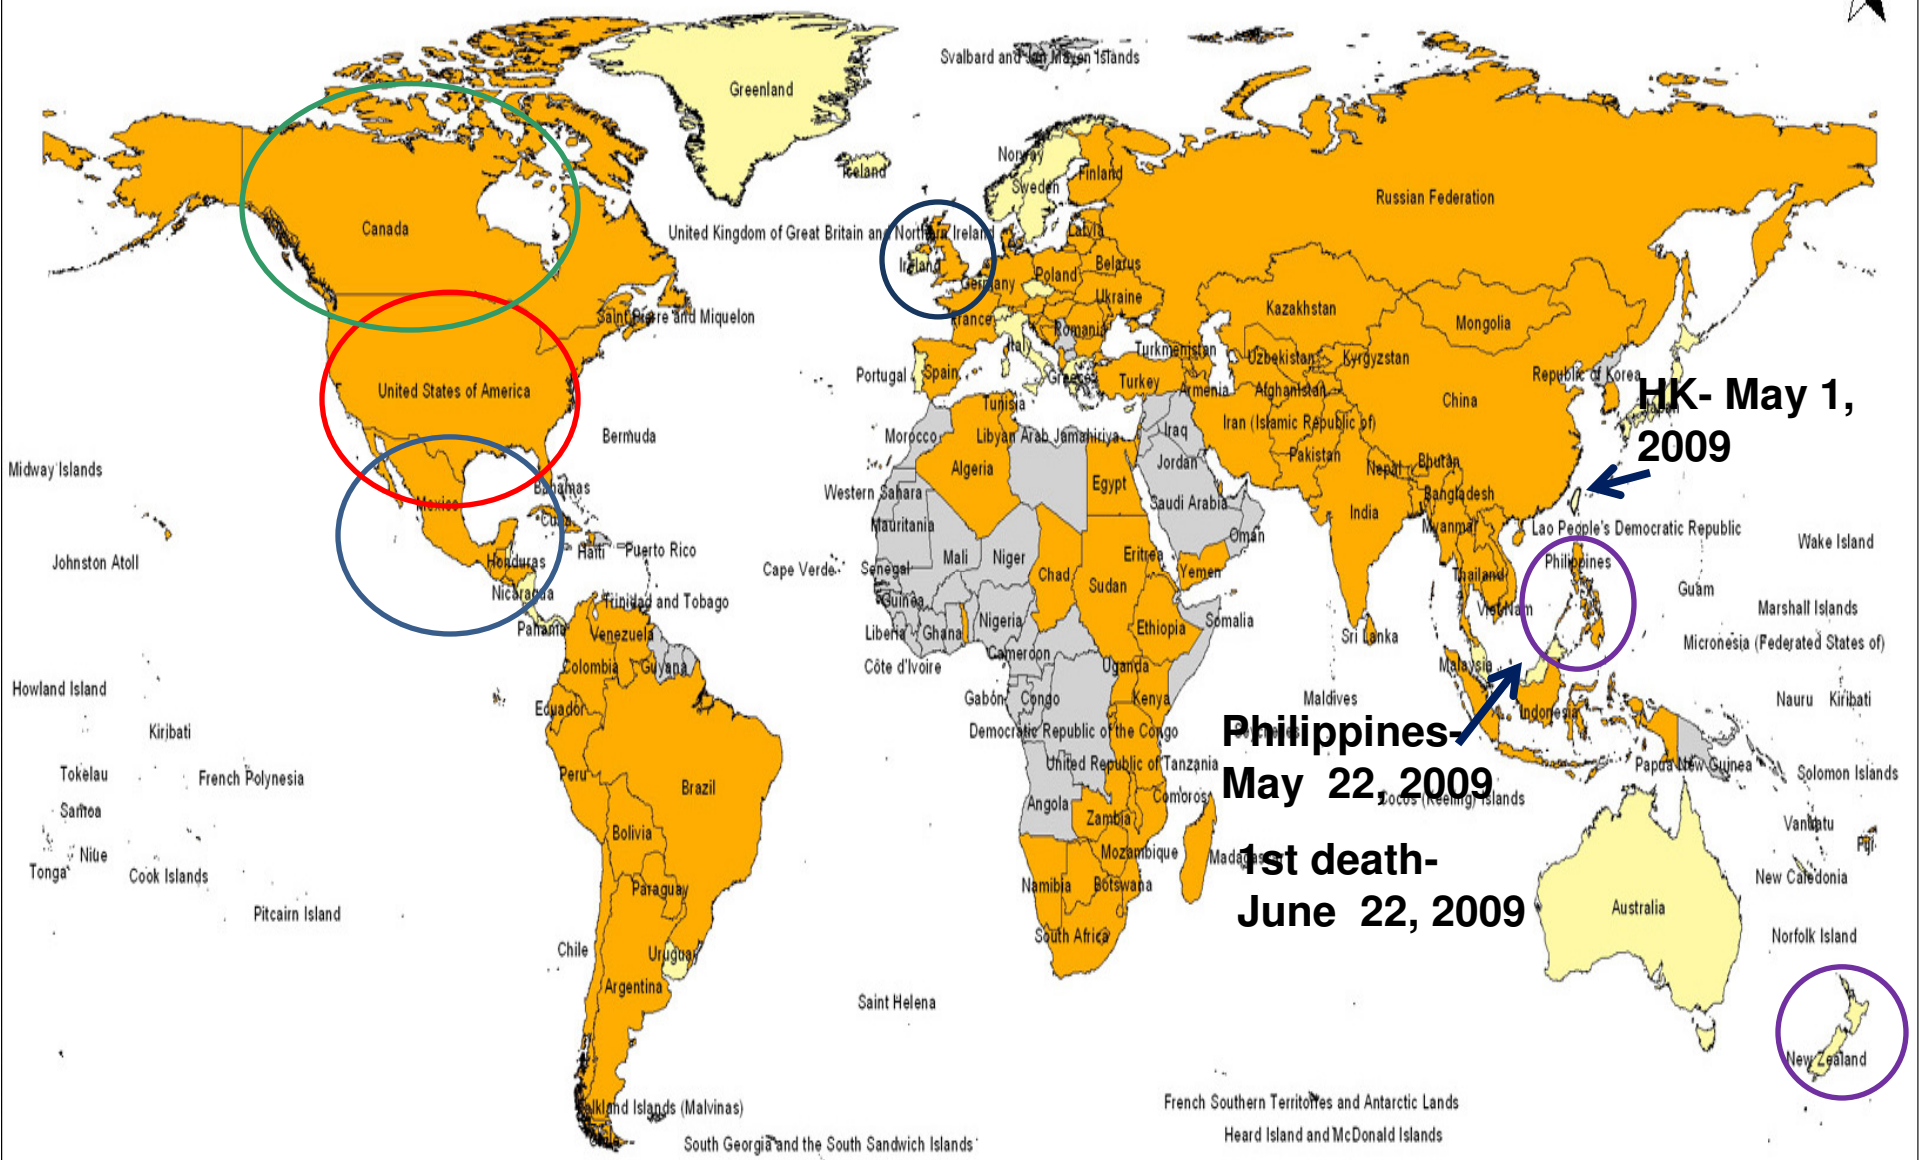 Svalbard and Jan Mayen Islands
Greenland
Iceland
Norway
Sweden
Finland
Russian Federation
Canada
United Kingdom of Great Britain and Northern Ireland
Latvia
Ireland
Poland
Belarus
Germany
Ukraine
Kazakhstan
Saint Pierre and Miquelon
France
Romania
Mongolia
Italy
Turkmenistan
Uzbekistan
Kyrgyzstan
Portugal
Spain
Greece
Turkey
Armenia
Afghanistan
Republic of Korea
United States of America
China
HK- May 1,
2009
Japan
Tunisia
Bermuda
Morocco
Libyan Arab Jamahiriya
Iraq
Iran (Islamic Republic of)
Midway Islands
Algeria
Jordan
Pakistan
Nepal
Bhutan
Bahamas
Western Sahara
Egypt
Saudi Arabia
Bangladesh
Mexico
India
Cuba
Mauritania
Myanmar
Lao People's Democratic Republic
Oman
Wake Island
Johnston Atoll
Honduras
Haiti
Puerto Rico
Cape Verde
Senegal
Mali
Niger
Chad
Eritrea
Sudan
Yemen
Thailand
Philippines
Guam
Nicaragua
Trinidad and Tobago
Guinea
Viet Nam
Marshall Islands
Panama
Venezuela
Liberia
Ghana
Nigeria
Ethiopia
Somalia
Sri Lanka
Micronesia (Federated States of)
Colombia
Guyana
Côte d'Ivoire
Cameroon
Uganda
Malaysia
Howland Island
Ecuador
Gabón
Congo
Kenya
Maldives
Indonesia
Nauru
Kiribati
Kiribati
Democratic Republic of the Congo
Seychelles
Philippines-
May 22, 2009
Tokelau
French Polynesia
Peru
Brazil
United Republic of Tanzania
Papua New Guinea
Solomon Islands
Samoa
Angola
Comoros
Cocos (Keeling) Islands
Zambia
Vanuatu
Bolivia
Fiji
Niue
Tonga
Cook Islands
Mozambique
Madagascar
1st death-
June 22, 2009
Paraguay
Namibia
Botswana
New Caledonia
Pitcairn Island
Australia
Chile
Uruguay
South Africa
Norfolk Island
Argentina
Saint Helena
New Zealand
Falkland Islands (Malvinas)
French Southern Territories and Antarctic Lands
South Georgia and the South Sandwich Islands
Heard Island and McDonald Islands